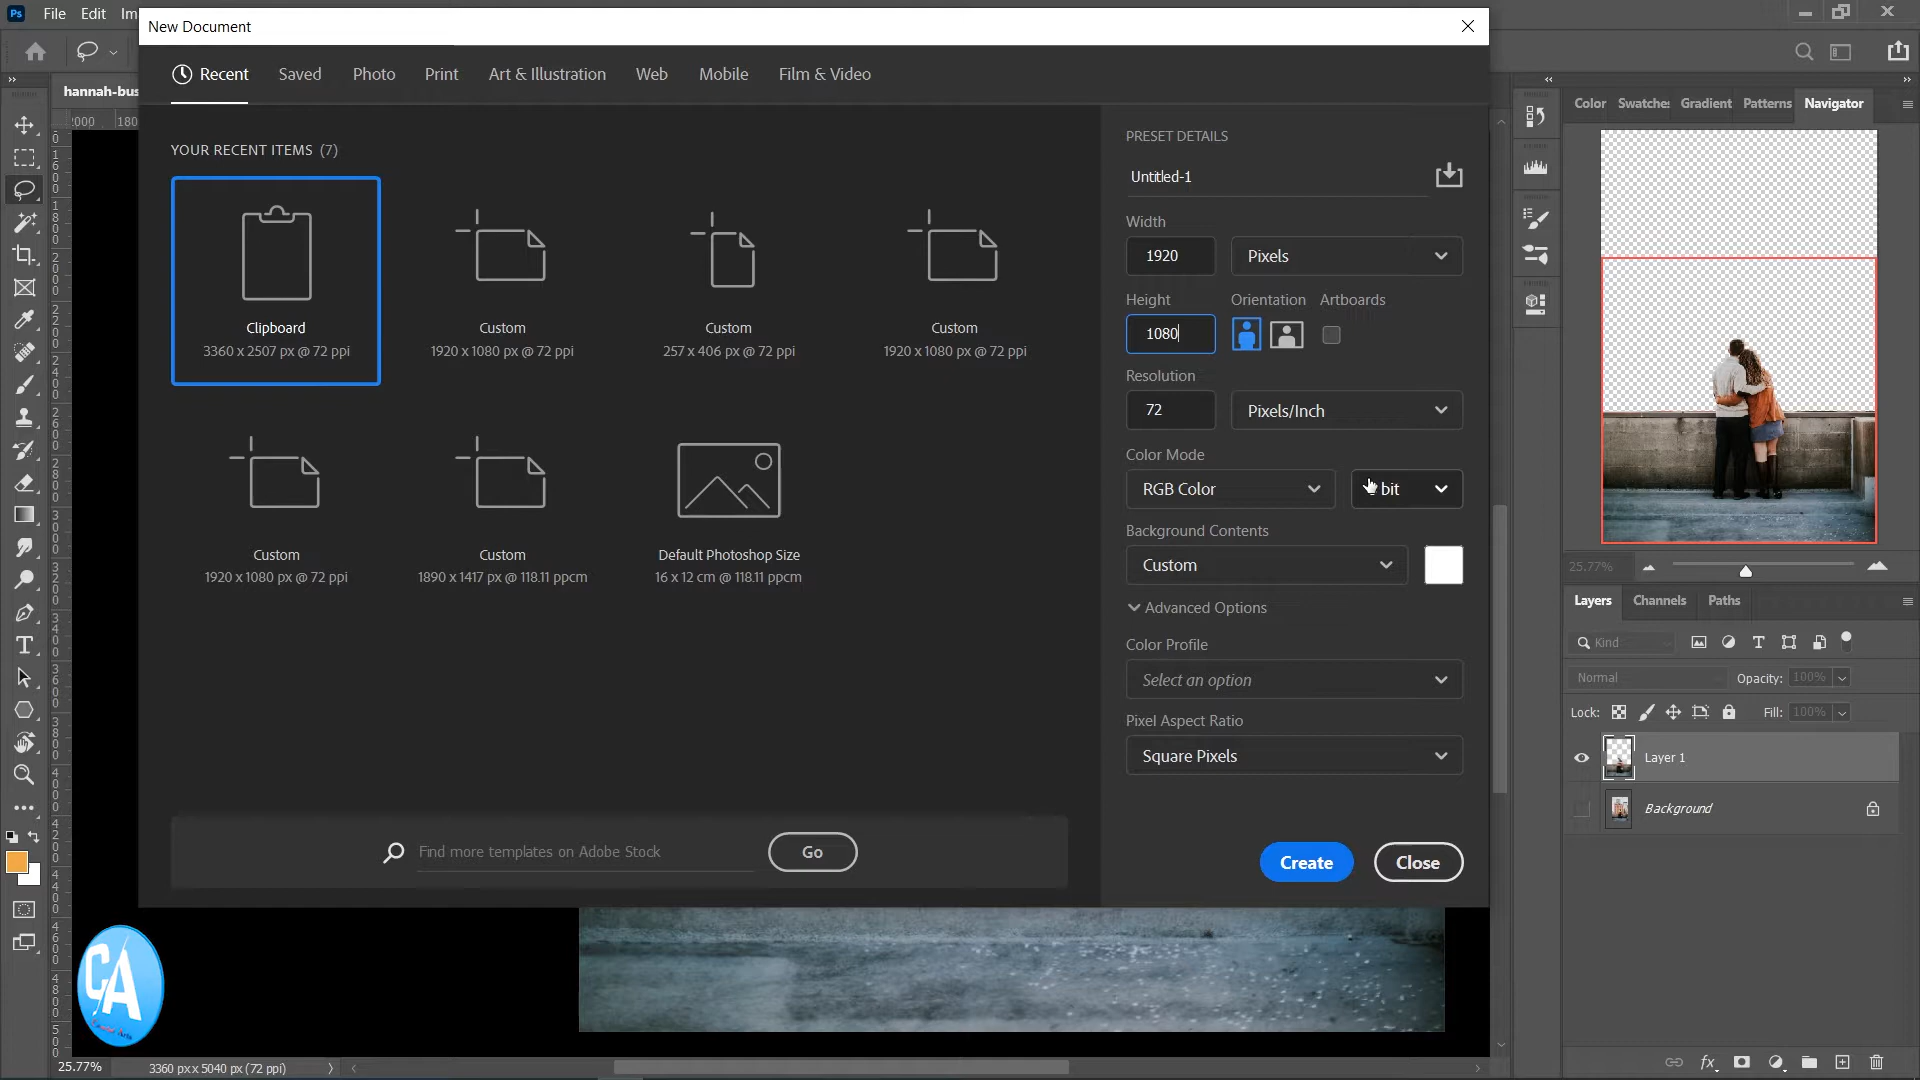 Ps File Edit Im
New Document
Recent Saved Photo Print Art & Illustration Web Mobile Film & Video
hannah-bus
Color Swatches Gradient Patterns Navigator
YOUR RECENT ITEMS (7)
PRESET DETAILS
Untitled-1
Width
1920 Pixels
Height Orientation Artboards
1080
Clipboard Custom Custom Custom
3360 x 2507 px @ 72 ppi 1920 x 1080 px @ 72 ppi 257 x 406 px @ 72 ppi 1920 x 1080 px @ 72 ppi
Resolution
72 Pixels/Inch
Color Mode
RGB Color bit
Background Contents
Custom
Custom Custom Default Photoshop Size
1920 x 1080 px @ 72 ppi 1890 x 1417 px @ 118.11 ppcm 16 x 12 cm @ 118.11 ppcm
Advanced Options
Color Profile
Select an option
Pixel Aspect Ratio
Square Pixels
Find more templates on Adobe Stock Go
Create Close
25.77%
Layers Channels Paths
Kind
Normal Opacity: 100%
Lock: Fill: 100%
Layer 1
Background
CA
25.77% 3360 px x 5040 px (72 ppi)